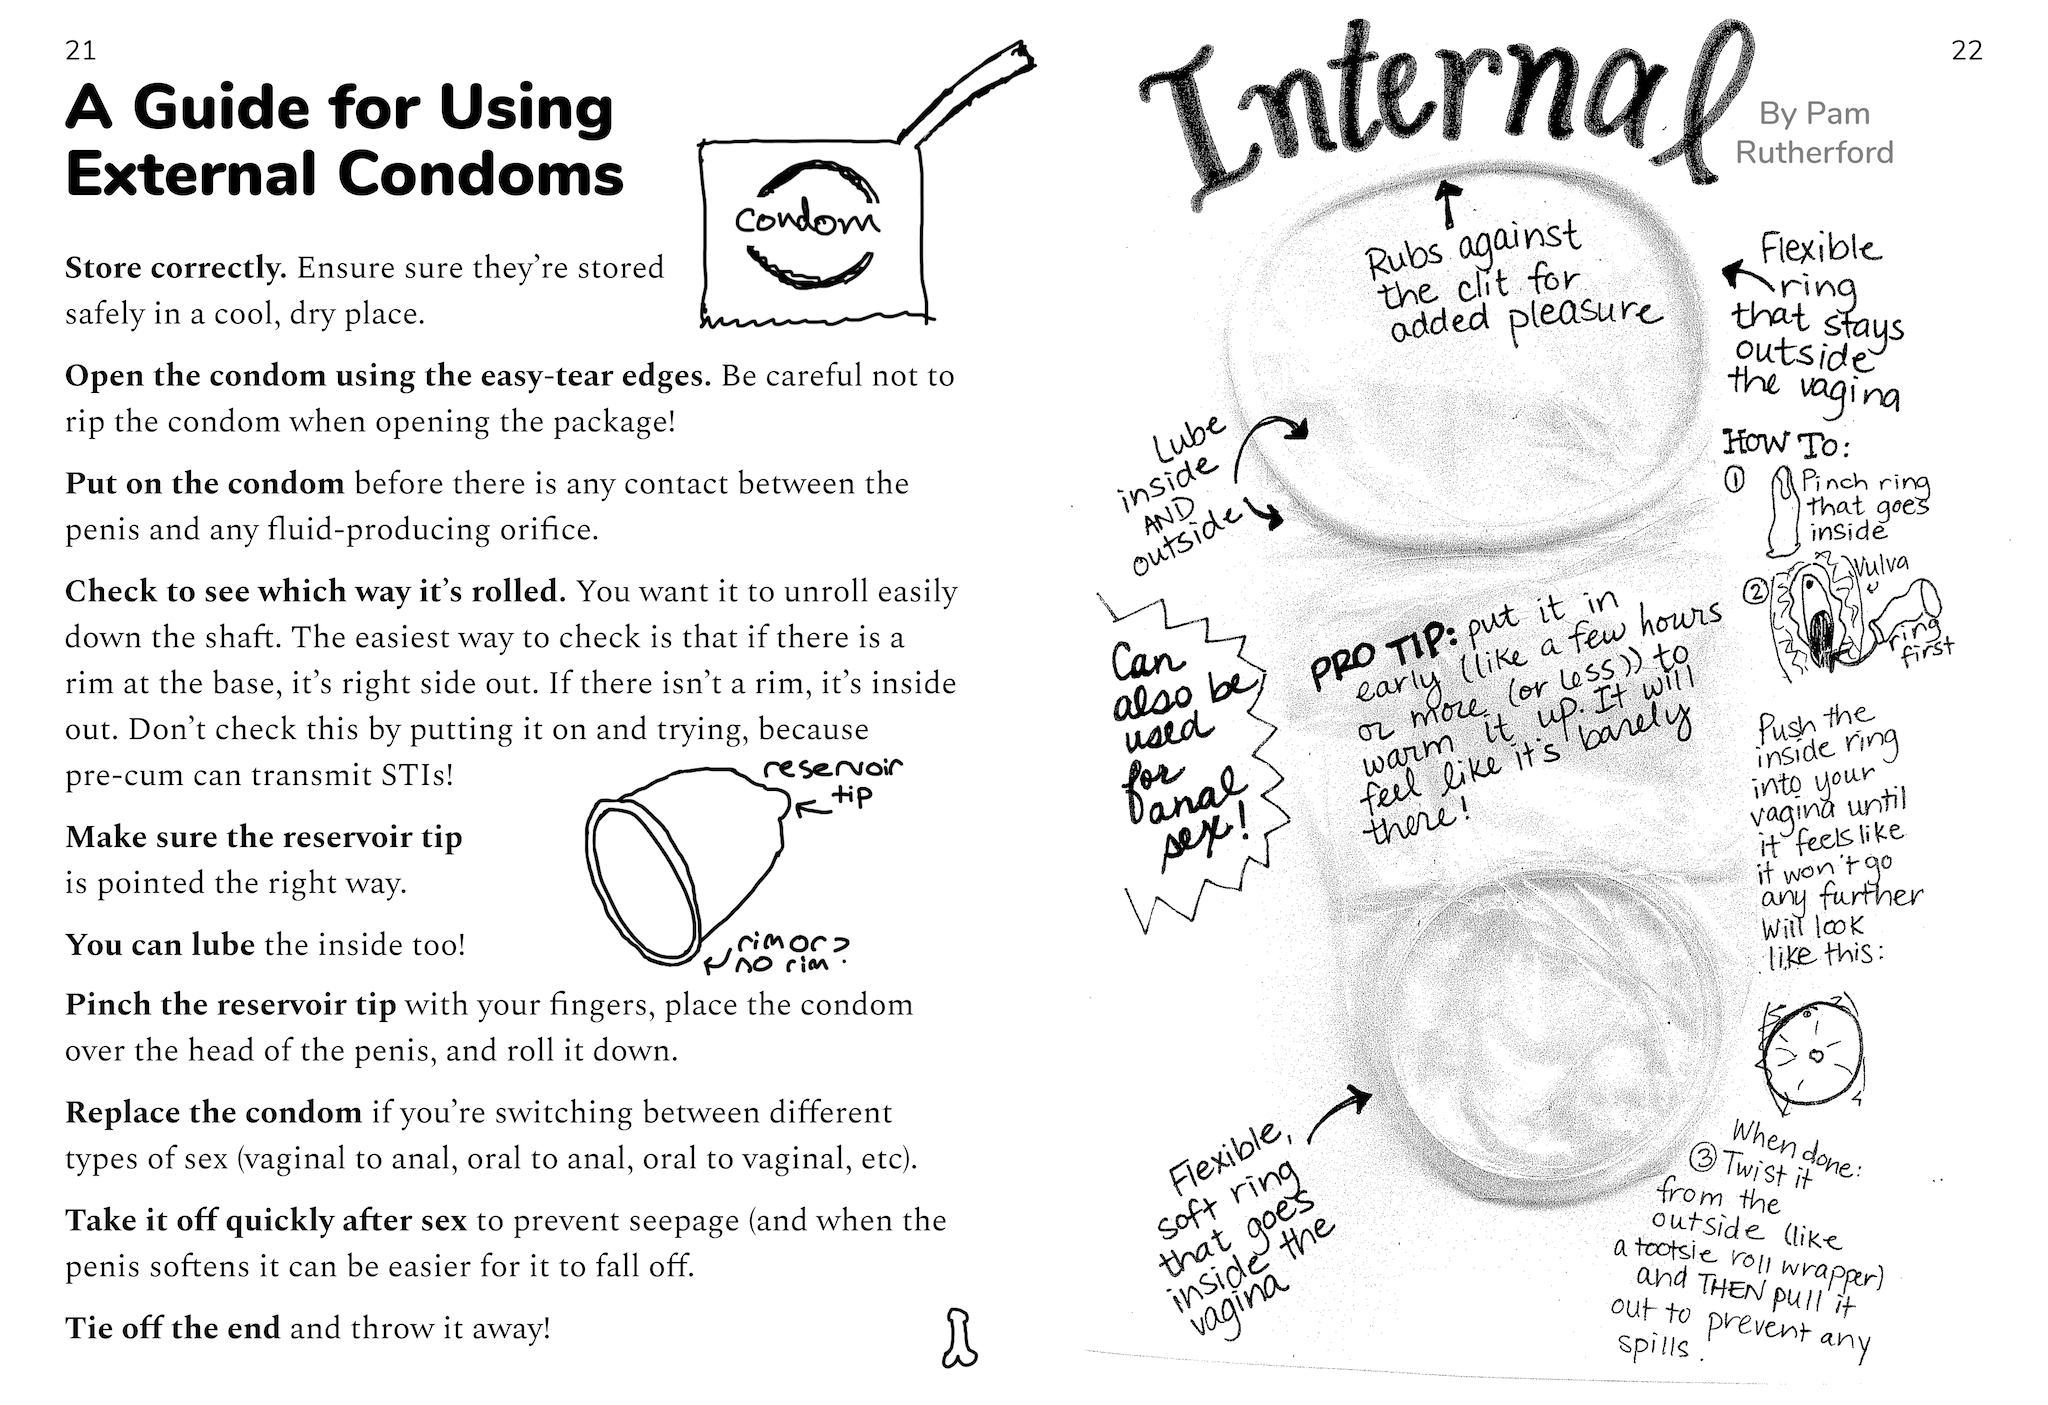 21
A Guide for Using
External Condoms
condom
Store correctly. Ensure sure they're stored
safely in a cool, dry place.
Open the condom using the easy-tear edges. Be careful not to
rip the condom when opening the package!
Put on the condom before there is any contact between the
penis and any fluid-producing orifice.
Check to see which way it's rolled. You want it to unroll easily
down the shaft. The easiest way to check is that if there is a
rim at the base, it's right side out. If there isn't a rim, it's inside
out. Don't check this by putting it on and trying, because
pre-cum can transmit STIs!
reservoir
tip
Make sure the reservoir tip
is pointed the right way.
You can lube the inside too!
rim or
no rim?
Pinch the reservoir tip with your fingers, place the condom
over the head of the penis, and roll it down.
Replace the condom if you're switching between different
types of sex (vaginal to anal, oral to anal, oral to vaginal, etc).
Take it off quickly after sex to prevent seepage (and when the
penis softens it can be easier for it to fall off.
Tie off the end and throw it away!
22
Internal
By Pam
Rutherford
Rubs against
the clit for
added pleasure
Flexible
ring
that stays
outside
the vagina
Lube
inside
AND
outside
Can
also be
used
for
anal
sex!
PRO TIP: put it in
early (like a few hours
or more (or less)) to
warm it up. It will
feel like it's barely
there!
Flexible,
soft ring
that goes
inside the
vagina
HOW TO:
① Pinch ring
that goes
inside
② Vulva
ring
first
Push the
inside ring
into your
vagina until
it feels like
it won't go
any further
will look
like this:
When done:
③ Twist it
from the
outside (like
a tootsie roll wrapper)
and THEN pull it
out to prevent any
spills.